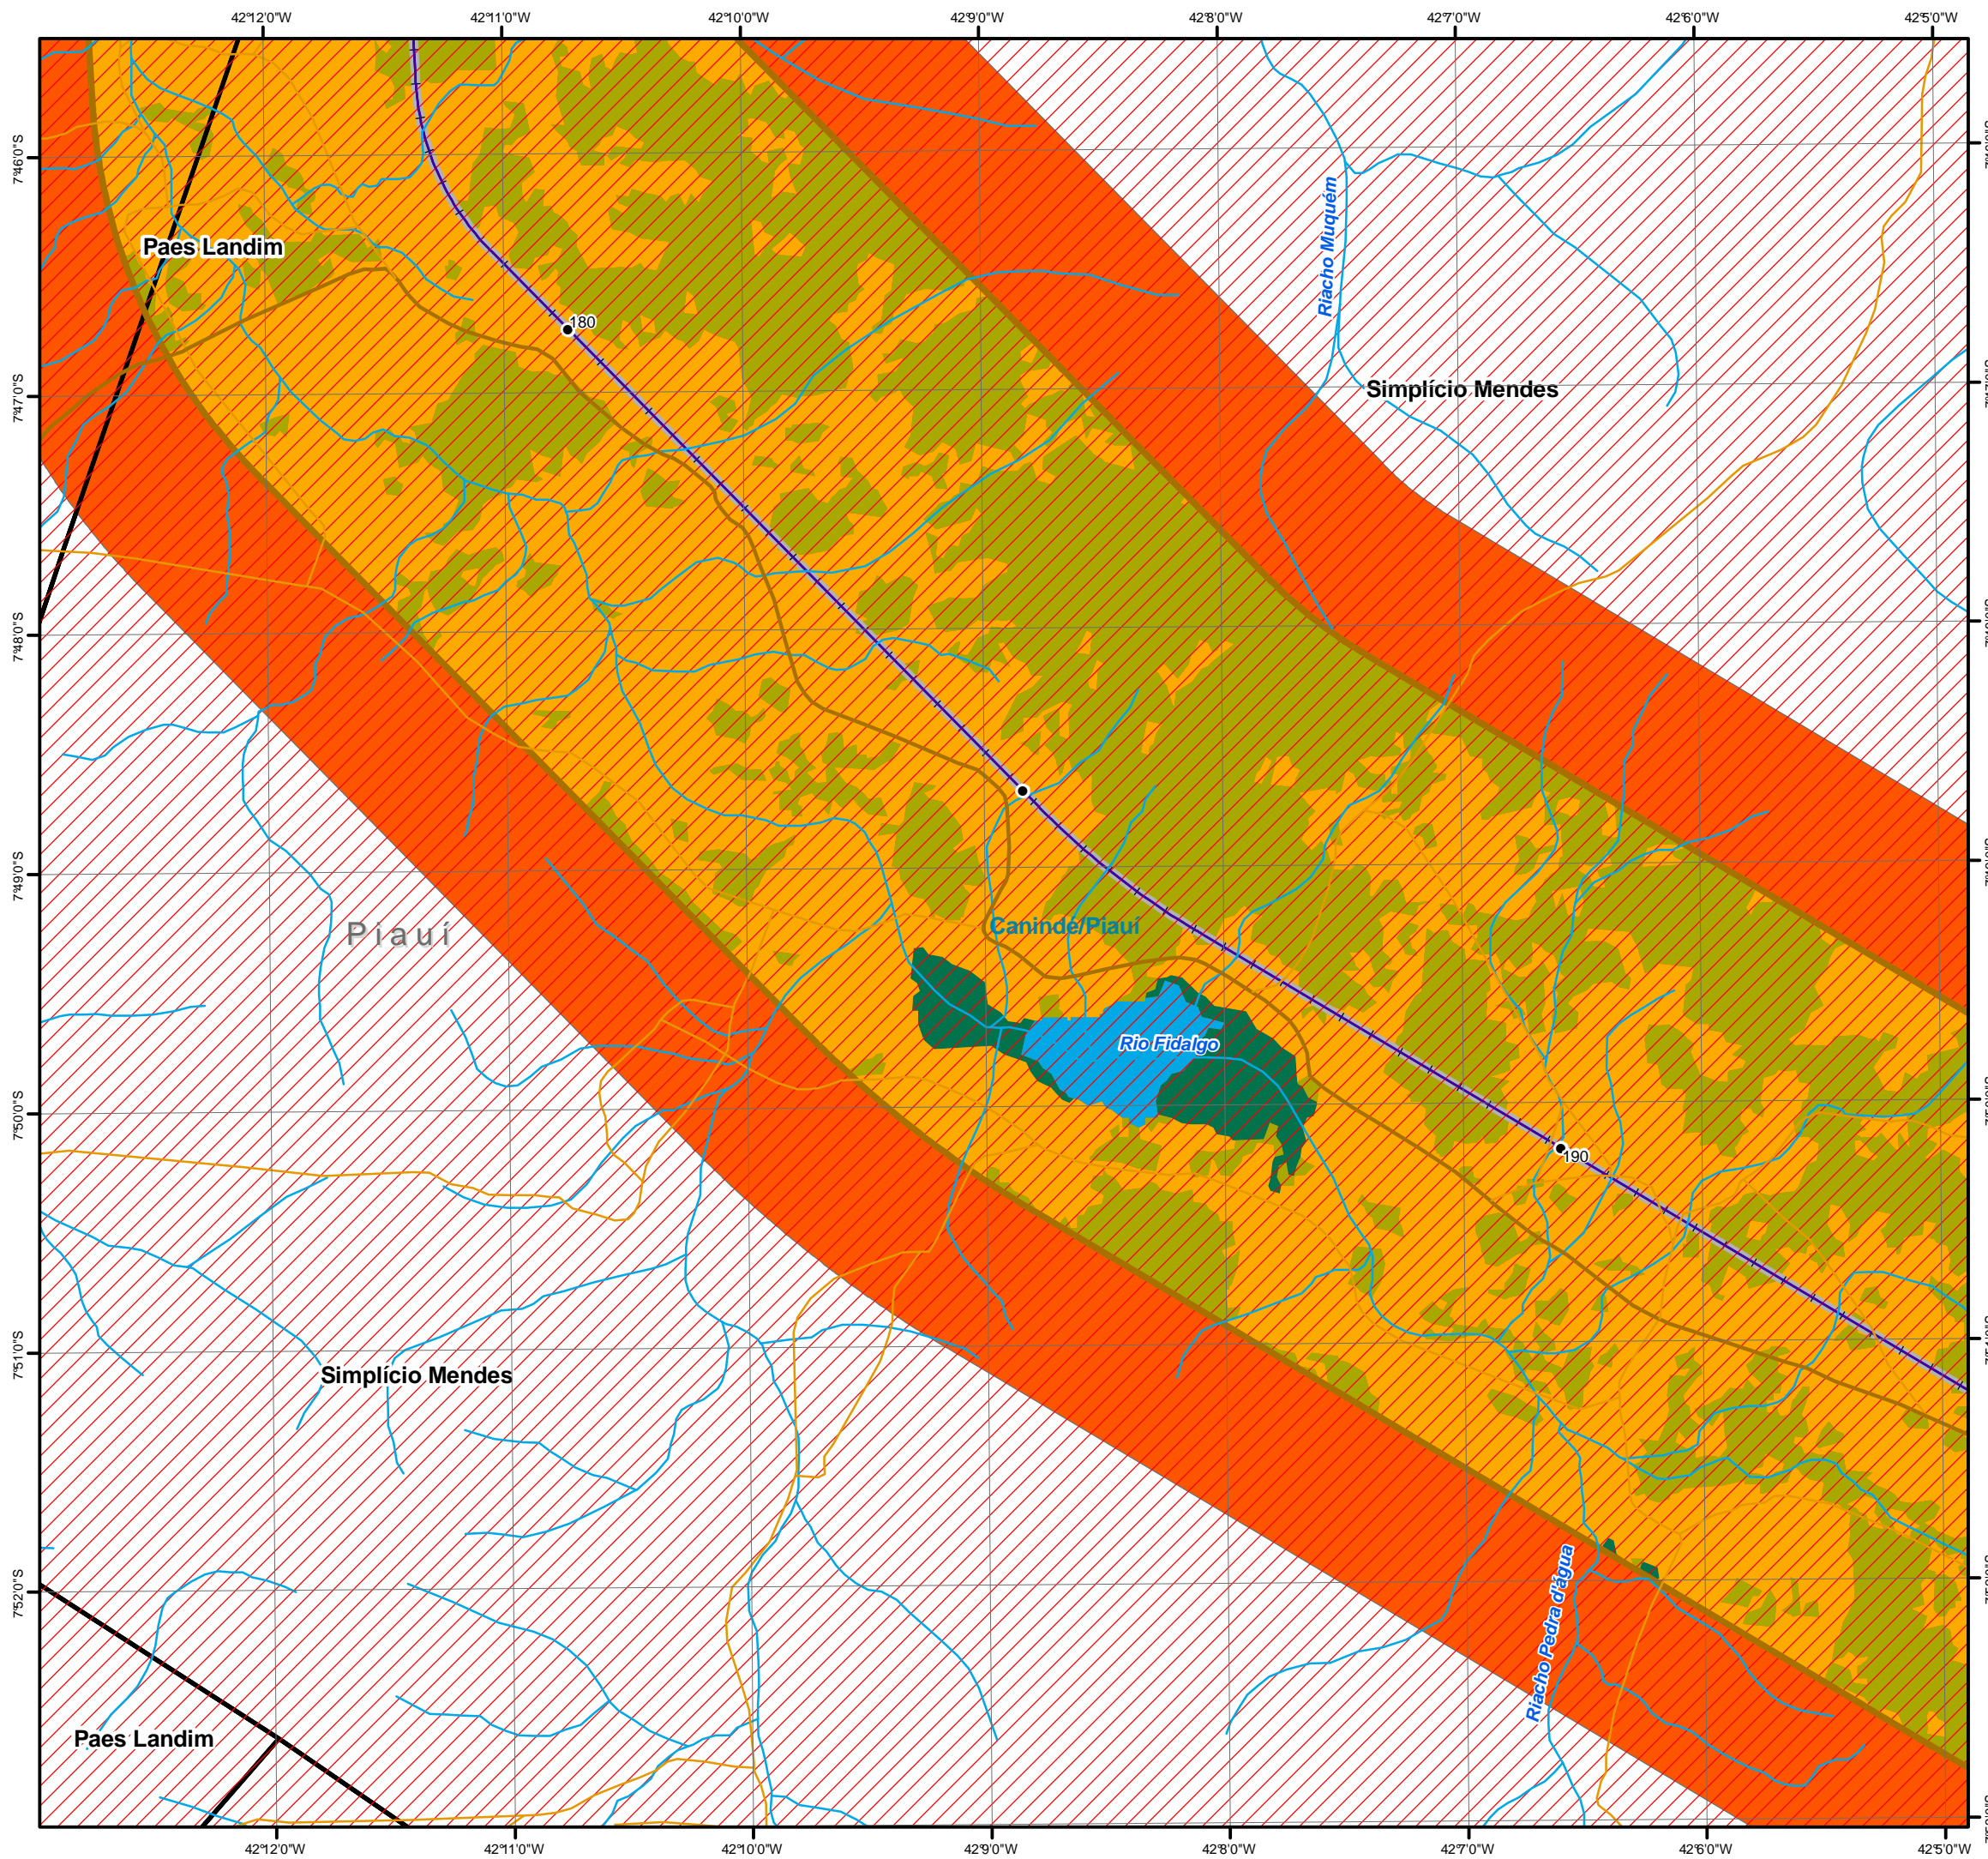 42°12'0"W 42°11'0"W 42°10'0"W 42°9'0"W 42°8'0"W 42°7'0"W 42°6'0"W 42°5'0"W
7°46'0"S
Riacho Muquém
Paes Landim
180
Simplício Mendes
7°47'0"S
7°48'0"S
7°49'0"S
Piauí
Canindé/Piauí
Rio Fidalgo
7°50'0"S
190
7°51'0"S
Simplício Mendes
7°52'0"S
Riacho Pedra d'água
Paes Landim
42°12'0"W 42°11'0"W 42°10'0"W 42°9'0"W 42°8'0"W 42°7'0"W 42°6'0"W 42°5'0"W